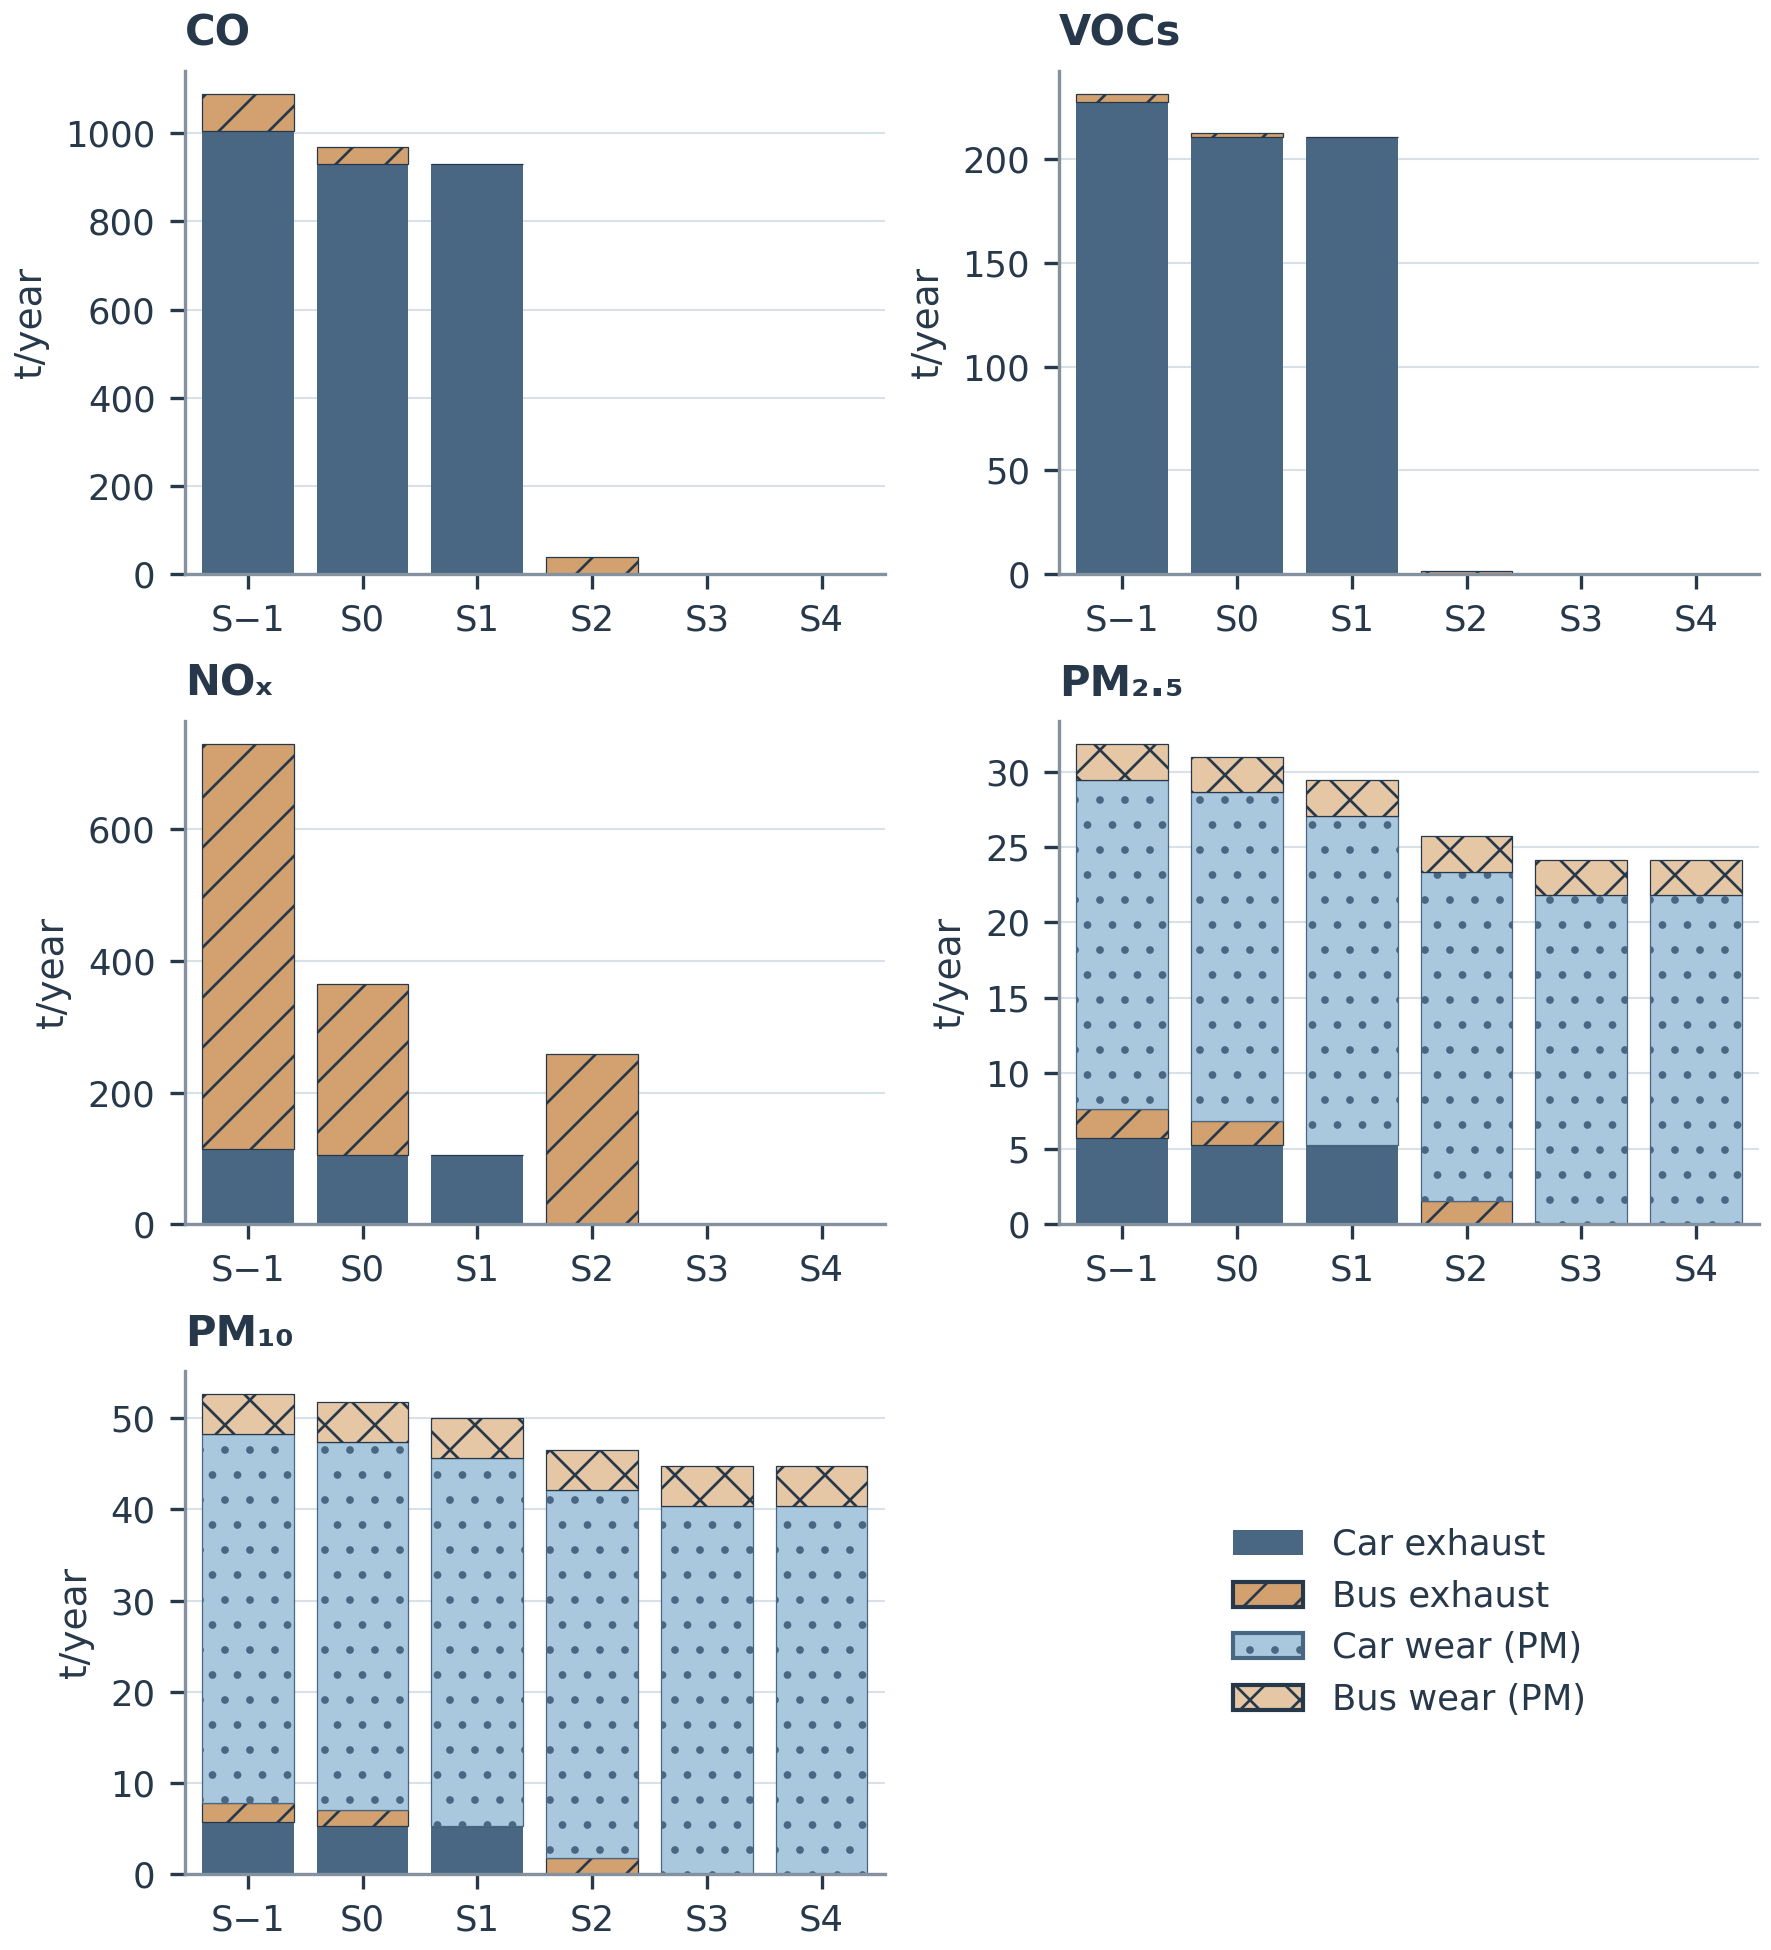 CO
t/year
1000
800
600
400
200
0
S−1 S0 S1 S2 S3 S4
VOCs
t/year
200
150
100
50
0
S−1 S0 S1 S2 S3 S4
NOₓ
t/year
600
400
200
0
S−1 S0 S1 S2 S3 S4
PM₂.₅
t/year
30
25
20
15
10
5
0
S−1 S0 S1 S2 S3 S4
PM₁₀
t/year
50
40
30
20
10
0
S−1 S0 S1 S2 S3 S4
Car exhaust
Bus exhaust
Car wear (PM)
Bus wear (PM)